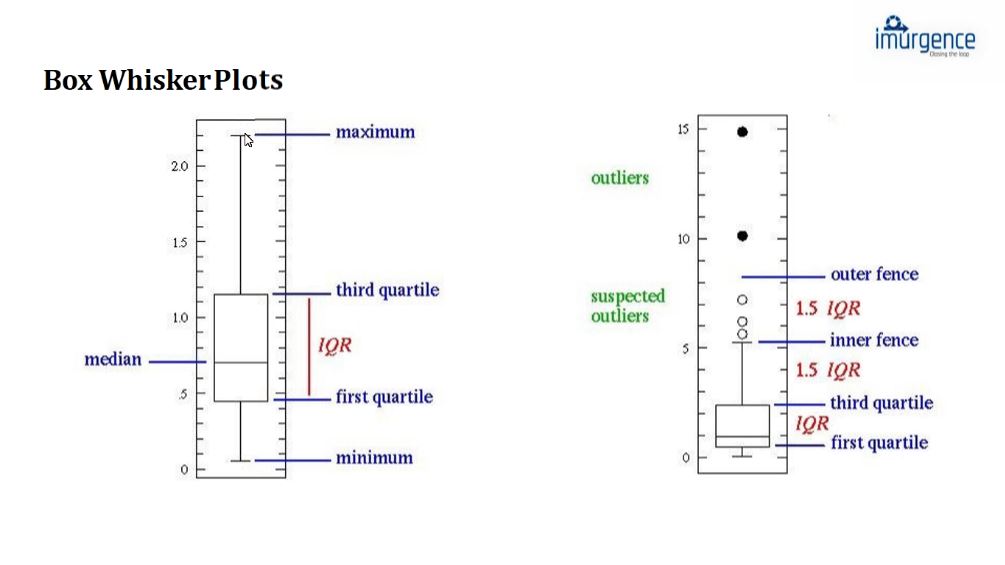 imurgence
Closing the loop
Box Whisker Plots
maximum
2.0
1.5
third quartile
1.0
IQR
median
.5
first quartile
minimum
0
15
outliers
10
outer fence
suspected
outliers
1.5 IQR
inner fence
5
1.5 IQR
third quartile
IQR
first quartile
0